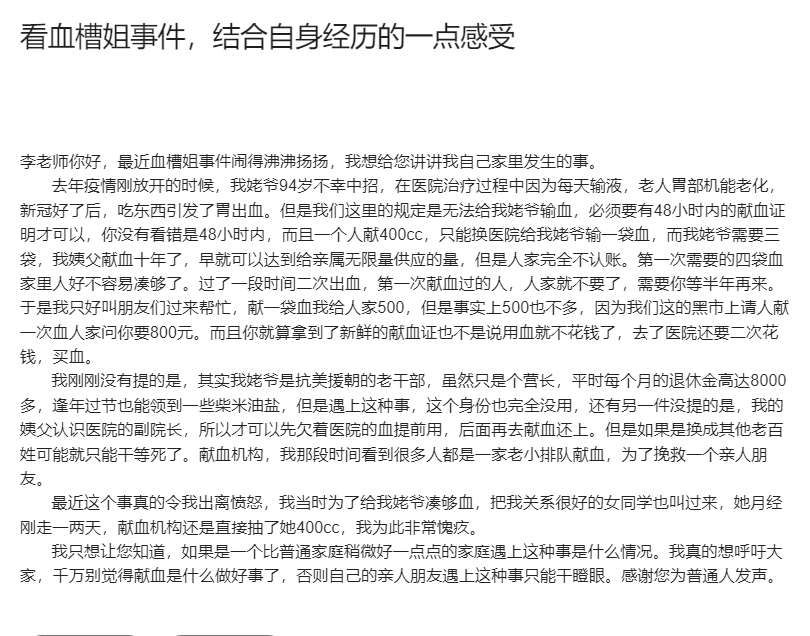 看血槽姐事件，结合自身经历的一点感受
李老师你好，最近血槽姐事件闹得沸沸扬扬，我想给您讲讲我自己家里发生的事。
去年疫情刚放开的时候，我姥爷94岁不幸中招，在医院治疗过程中因为每天输液，老人胃部机能老化，
新冠好了后，吃东西引发了胃出血。但是我们这里的规定是无法给我姥爷输血，必须要有48小时内的献血证
明才可以，你没有看错是48小时内，而且一个人献400cc，只能换医院给我姥爷输一袋血，而我姥爷需要三
袋，我姨父献血十年了，早就可以达到给亲属无限量供应的量，但是人家完全不认账。第一次需要的四袋血
家里人好不容易凑够了。过了一段时间二次出血，第一次献血过的人，人家就不要了，需要你等半年再来。
于是我只好叫朋友们过来帮忙，献一袋血我给人家500，但是事实上500也不多，因为我们这的黑市上请人献
一次血人家问你要800元。而且你就算拿到了新鲜的献血证也不是说用血就不花钱了，去了医院还要二次花
钱，买血。
我刚刚没有提的是，其实我姥爷是抗美援朝的老干部，虽然只是个营长，平时每个月的退休金高达8000
多，逢年过节也能领到一些柴米油盐，但是遇上这种事，这个身份也完全没用，还有另一件没提的是，我的
姨父认识医院的副院长，所以才可以先欠着医院的血提前用，后面再去献血还上。但是如果是换成其他老百
姓可能就只能干等死了。献血机构，我那段时间看到很多人都是一家老小排队献血，为了挽救一个亲人朋
友。
最近这个事真的令我出离愤怒，我当时为了给我姥爷凑够血，把我关系很好的女同学也叫过来，她月经
刚走一两天，献血机构还是直接抽了她400cc，我为此非常愧疚。
我只想让您知道，如果是一个比普通家庭稍微好一点点的家庭遇上这种事是什么情况。我真的想呼吁大
家，千万别觉得献血是什么做好事了，否则自己的亲人朋友遇上这种事只能干瞪眼。感谢您为普通人发声。